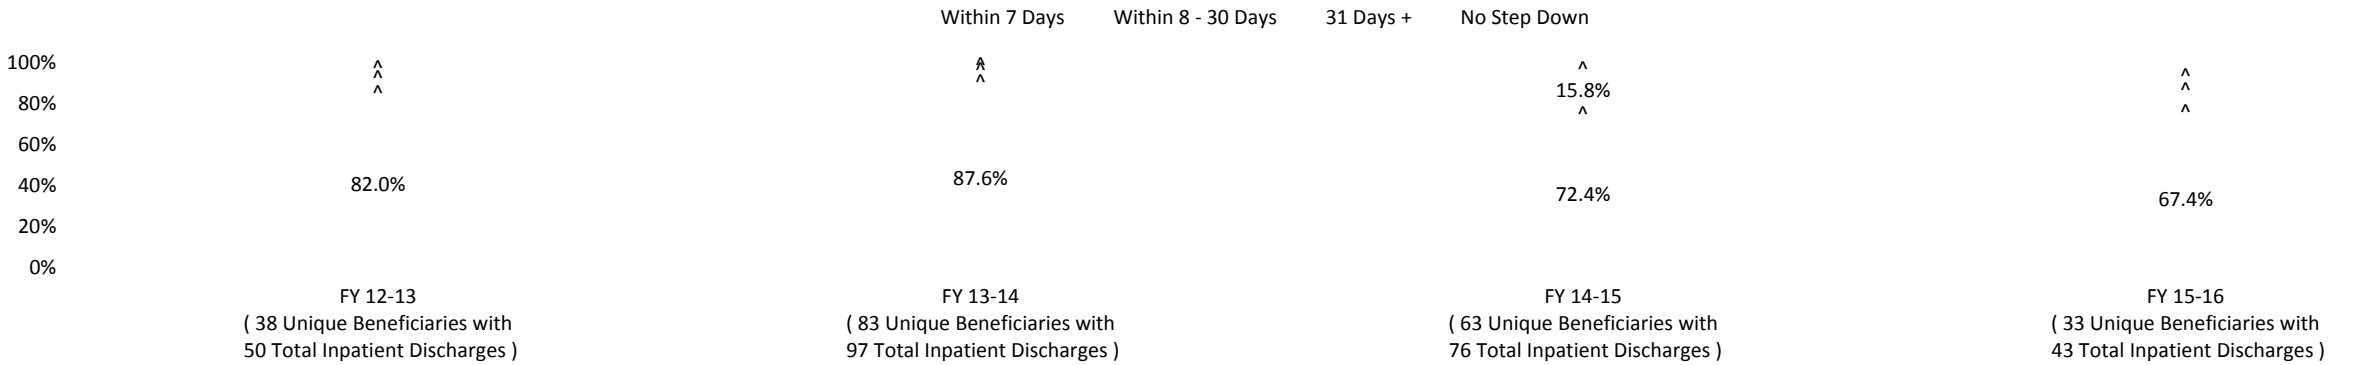 Within 7 Days Within 8 - 30 Days 31 Days + No Step Down
100%
80%
60%
40%
20%
0%
^
^
^
82.0%
^
^
^
87.6%
^
15.8%
^
72.4%
^
^
^
67.4%
FY 12-13
( 38 Unique Beneficiaries with
50 Total Inpatient Discharges )
FY 13-14
( 83 Unique Beneficiaries with
97 Total Inpatient Discharges )
FY 14-15
( 63 Unique Beneficiaries with
76 Total Inpatient Discharges )
FY 15-16
( 33 Unique Beneficiaries with
43 Total Inpatient Discharges )